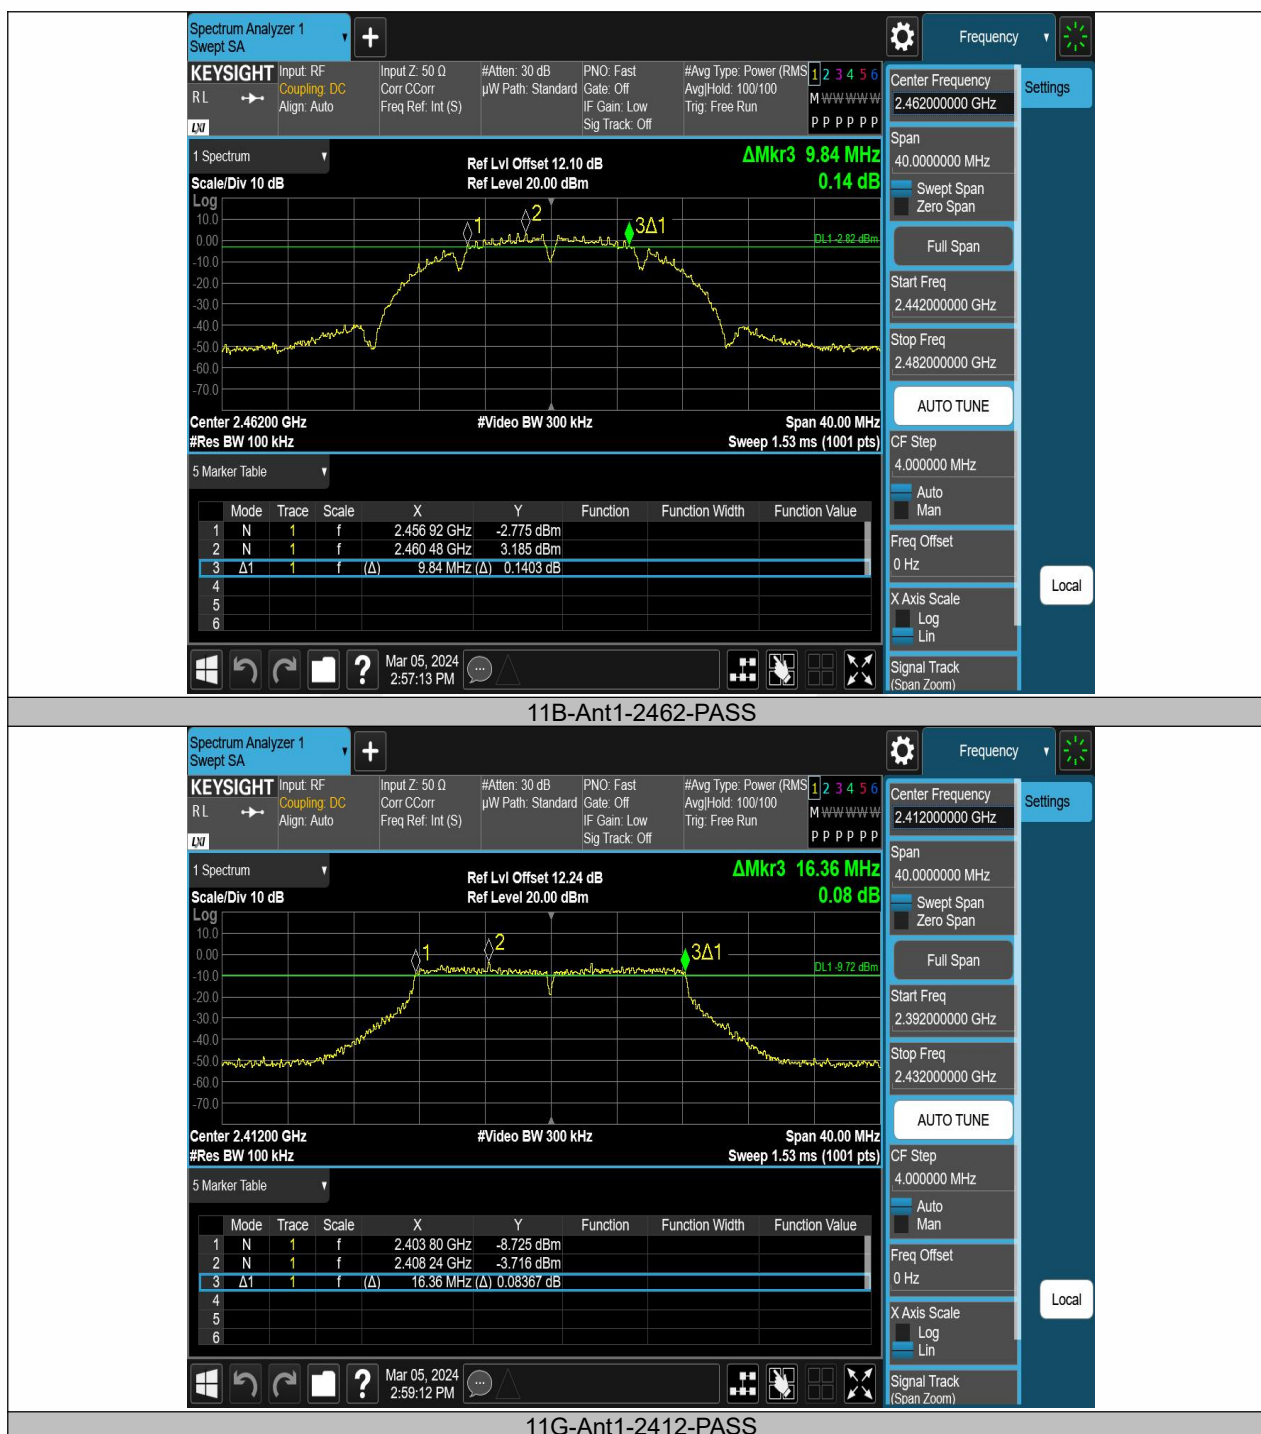 Spectrum Analyzer 1
Swept SA
+
Frequency
KEYSIGHT
R L
LXI
Input: RF
Coupling: DC
Align: Auto
Input Z: 50 Ω
Corr CCorr
Freq Ref: Int (S)
#Atten: 30 dB
µW Path: Standard
PNO: Fast
Gate: Off
IF Gain: Low
Sig Track: Off
#Avg Type: Power (RMS
Avg|Hold: 100/100
Trig: Free Run
1 2 3 4 5 6
M W W W W W
P P P P P P
Center Frequency
2.462000000 GHz
Settings
Span
40.0000000 MHz
Swept Span
Zero Span
Full Span
Start Freq
2.442000000 GHz
Stop Freq
2.482000000 GHz
AUTO TUNE
CF Step
4.000000 MHz
Auto
Man
Freq Offset
0 Hz
X Axis Scale
Log
Lin
Signal Track
(Span Zoom)
Local
1 Spectrum
Scale/Div 10 dB
Ref Lvl Offset 12.10 dB
Ref Level 20.00 dBm
ΔMkr3 9.84 MHz
0.14 dB
Log
10.0
0.00
-10.0
-20.0
-30.0
-40.0
-50.0
-60.0
-70.0
1
2
3Δ1
DL1 -2.82 dBm
Center 2.46200 GHz
#Video BW 300 kHz
Span 40.00 MHz
#Res BW 100 kHz
Sweep 1.53 ms (1001 pts)
5 Marker Table
Mode Trace Scale X Y Function Function Width Function Value
1 N 1 f 2.456 92 GHz -2.775 dBm
2 N 1 f 2.460 48 GHz 3.185 dBm
3 Δ1 1 f (Δ) 9.84 MHz (Δ) 0.1403 dB
4
5
6
?
Mar 05, 2024
2:57:13 PM
11B-Ant1-2462-PASS
Spectrum Analyzer 1
Swept SA
+
Frequency
KEYSIGHT
R L
LXI
Input: RF
Coupling: DC
Align: Auto
Input Z: 50 Ω
Corr CCorr
Freq Ref: Int (S)
#Atten: 30 dB
µW Path: Standard
PNO: Fast
Gate: Off
IF Gain: Low
Sig Track: Off
#Avg Type: Power (RMS
Avg|Hold: 100/100
Trig: Free Run
1 2 3 4 5 6
M W W W W W
P P P P P P
Center Frequency
2.412000000 GHz
Settings
Span
40.0000000 MHz
Swept Span
Zero Span
Full Span
Start Freq
2.392000000 GHz
Stop Freq
2.432000000 GHz
AUTO TUNE
CF Step
4.000000 MHz
Auto
Man
Freq Offset
0 Hz
X Axis Scale
Log
Lin
Signal Track
(Span Zoom)
Local
1 Spectrum
Scale/Div 10 dB
Ref Lvl Offset 12.24 dB
Ref Level 20.00 dBm
ΔMkr3 16.36 MHz
0.08 dB
Log
10.0
0.00
-10.0
-20.0
-30.0
-40.0
-50.0
-60.0
-70.0
1
2
3Δ1
DL1 -9.72 dBm
Center 2.41200 GHz
#Video BW 300 kHz
Span 40.00 MHz
#Res BW 100 kHz
Sweep 1.53 ms (1001 pts)
5 Marker Table
Mode Trace Scale X Y Function Function Width Function Value
1 N 1 f 2.403 80 GHz -8.725 dBm
2 N 1 f 2.408 24 GHz -3.716 dBm
3 Δ1 1 f (Δ) 16.36 MHz (Δ) 0.08367 dB
4
5
6
?
Mar 05, 2024
2:59:12 PM
11G-Ant1-2412-PASS